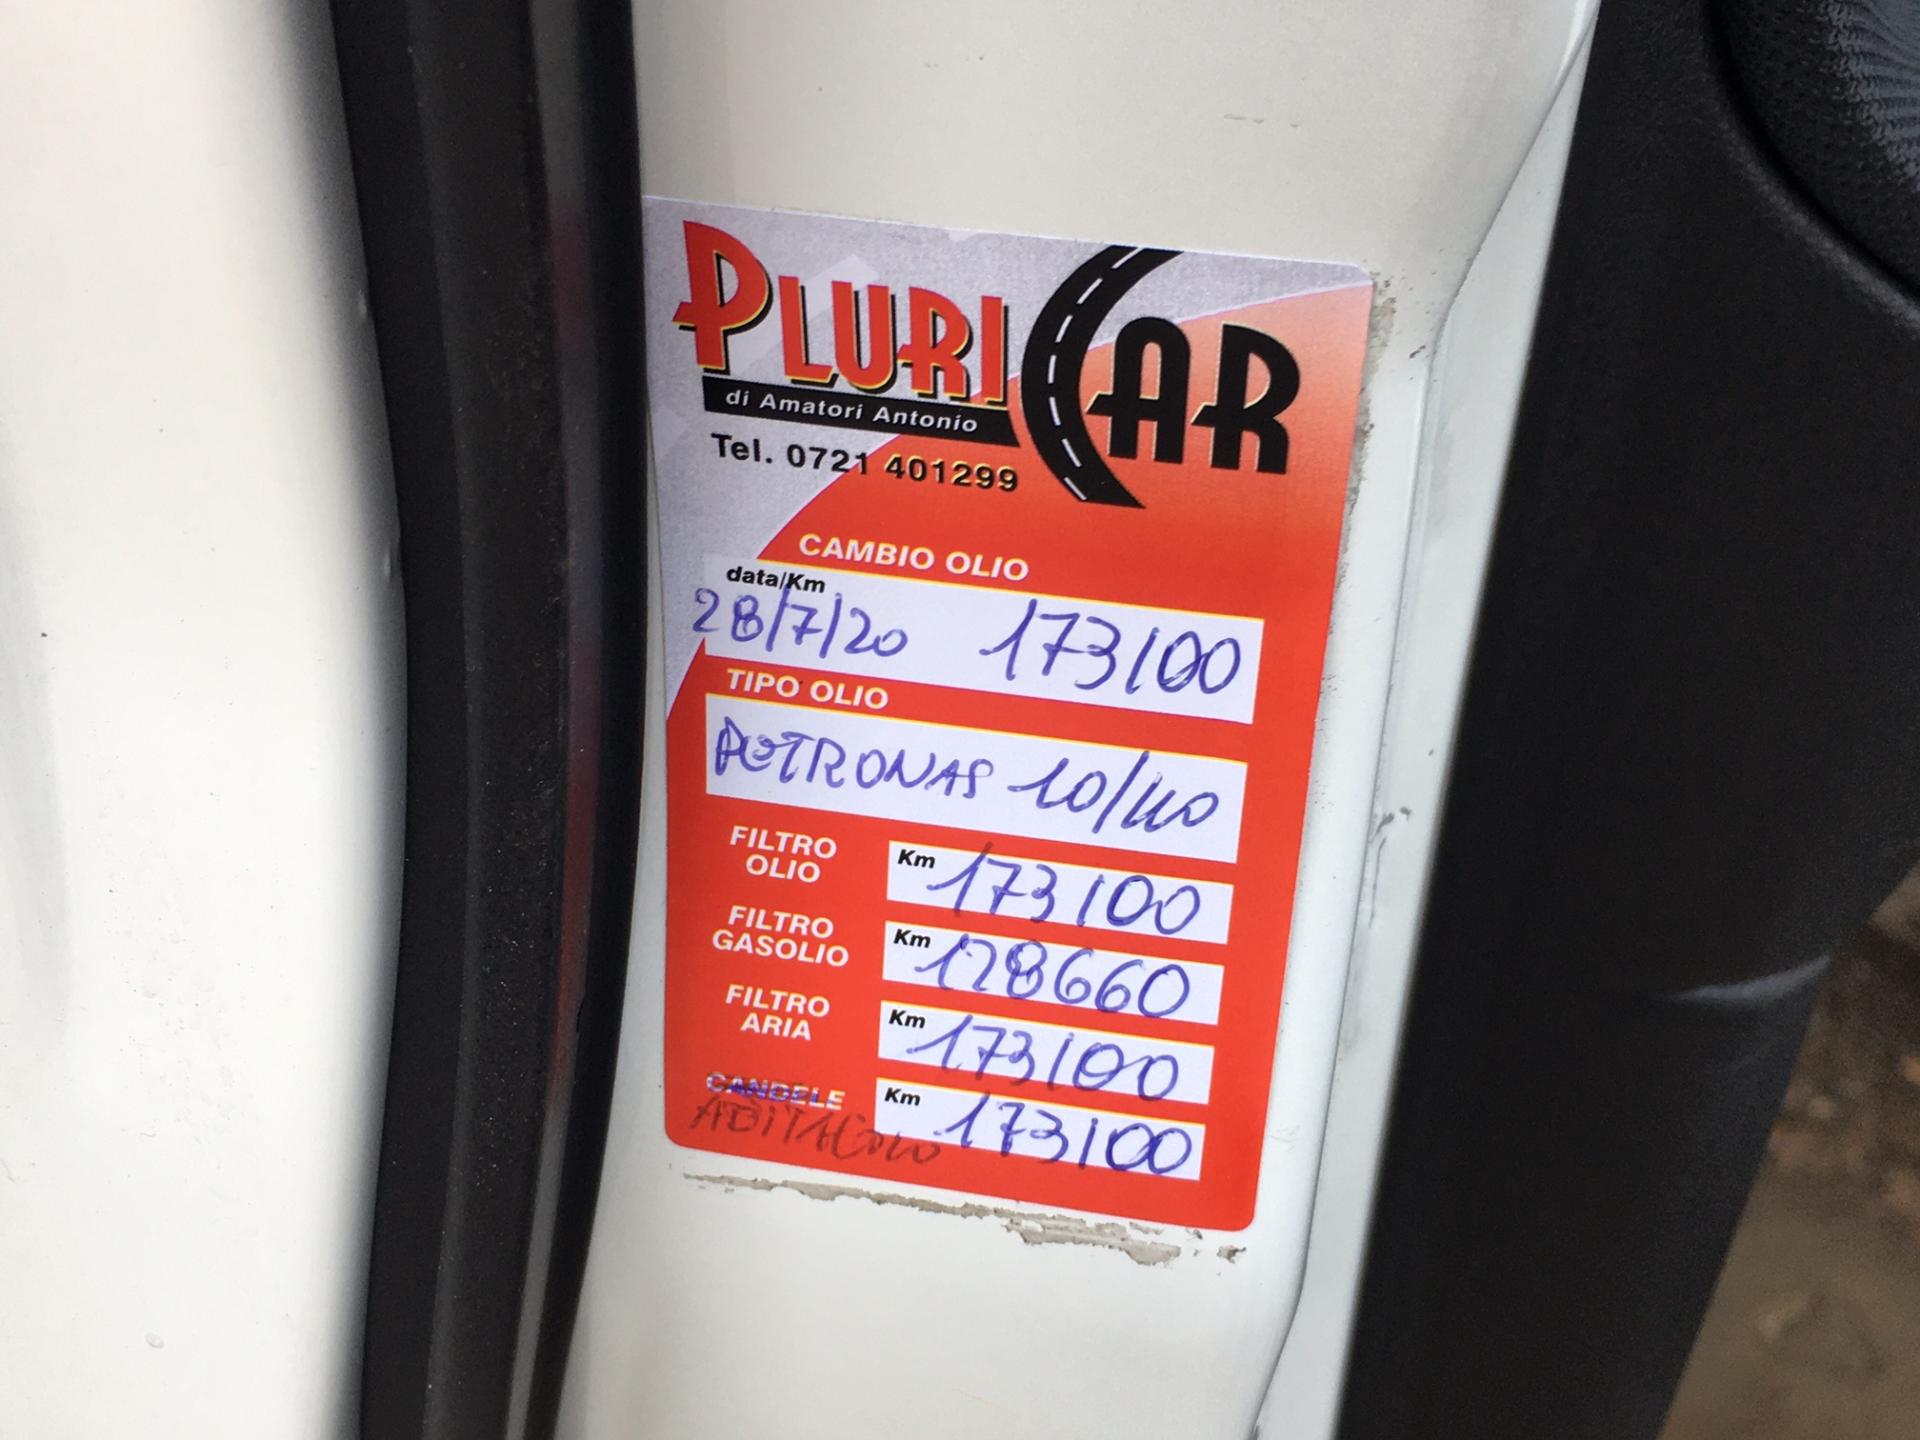 PLURICAR
di Amatori Antonio
Tel. 0721 401299
CAMBIO OLIO
data/Km
28/7/20 173100
TIPO OLIO
PETRONAS 10/40
FILTRO
OLIO
Km 173100
FILTRO
GASOLIO
Km 128660
FILTRO
ARIA
Km 173100
CANDELE
ABITACOLO
Km 173100